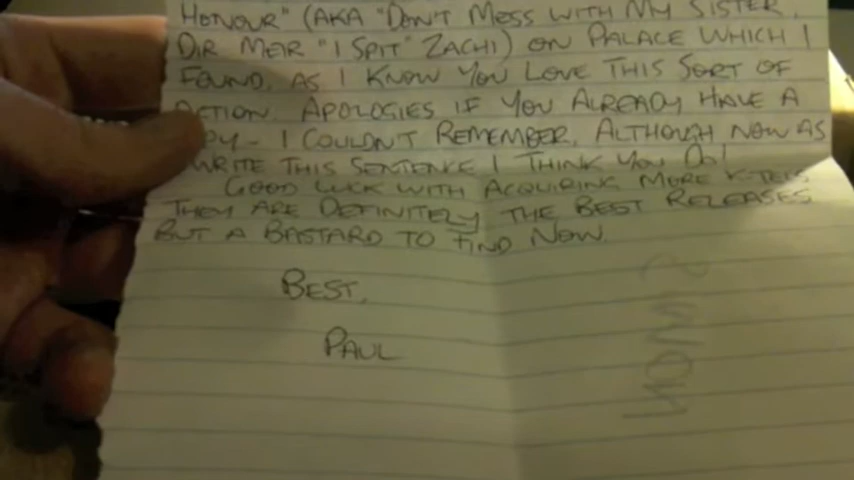 HONOUR" (AKA "DON'T MESS WITH MY SISTER,
DIR MEIR "I SPIT" ZACHI) ON PALACE WHICH I
FOUND, AS I KNOW YOU LOVE THIS SORT OF
ACTION. APOLOGIES IF YOU ALREADY HAVE A
PY - I COULDN'T REMEMBER, ALTHOUGH NOW AS
WRITE THIS SENTENCE I THINK YOU DO!
GOOD LUCK WITH ACQUIRING MORE K-TELS
THEY ARE DEFINITELY THE BEST RELEASES
BUT A BASTARD TO FIND NOW.
BEST,
PAUL
SIMON